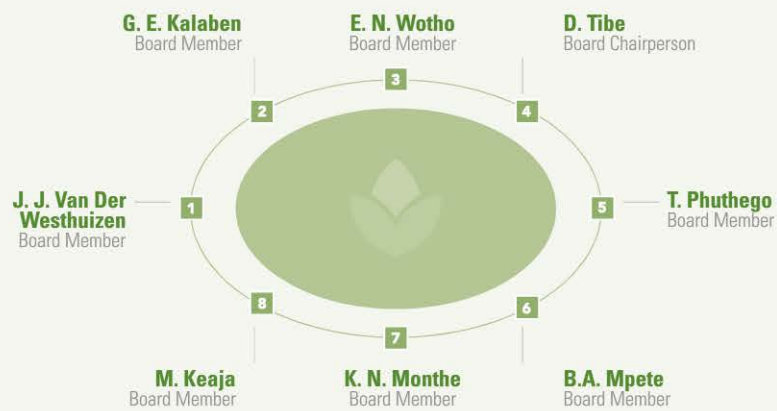 G. E. Kalaben
Board Member
E. N. Wotho
Board Member
D. Tibe
Board Chairperson
3
2
4
J. J. Van Der
Westhuizen
Board Member
1
5
T. Phuthego
Board Member
8
6
7
M. Keaja
Board Member
K. N. Monthe
Board Member
B.A. Mpete
Board Member